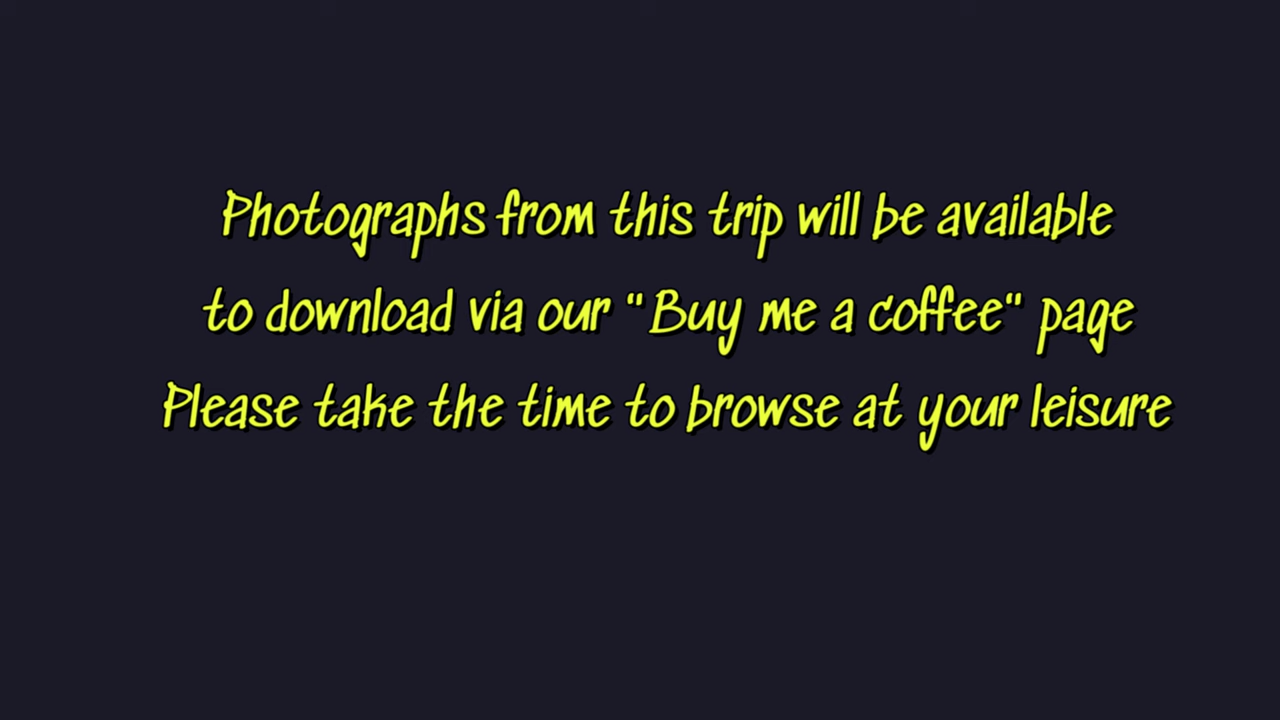 Photographs from this trip will be available
to download via our "Buy me a coffee" page
Please take the time to browse at your leisure